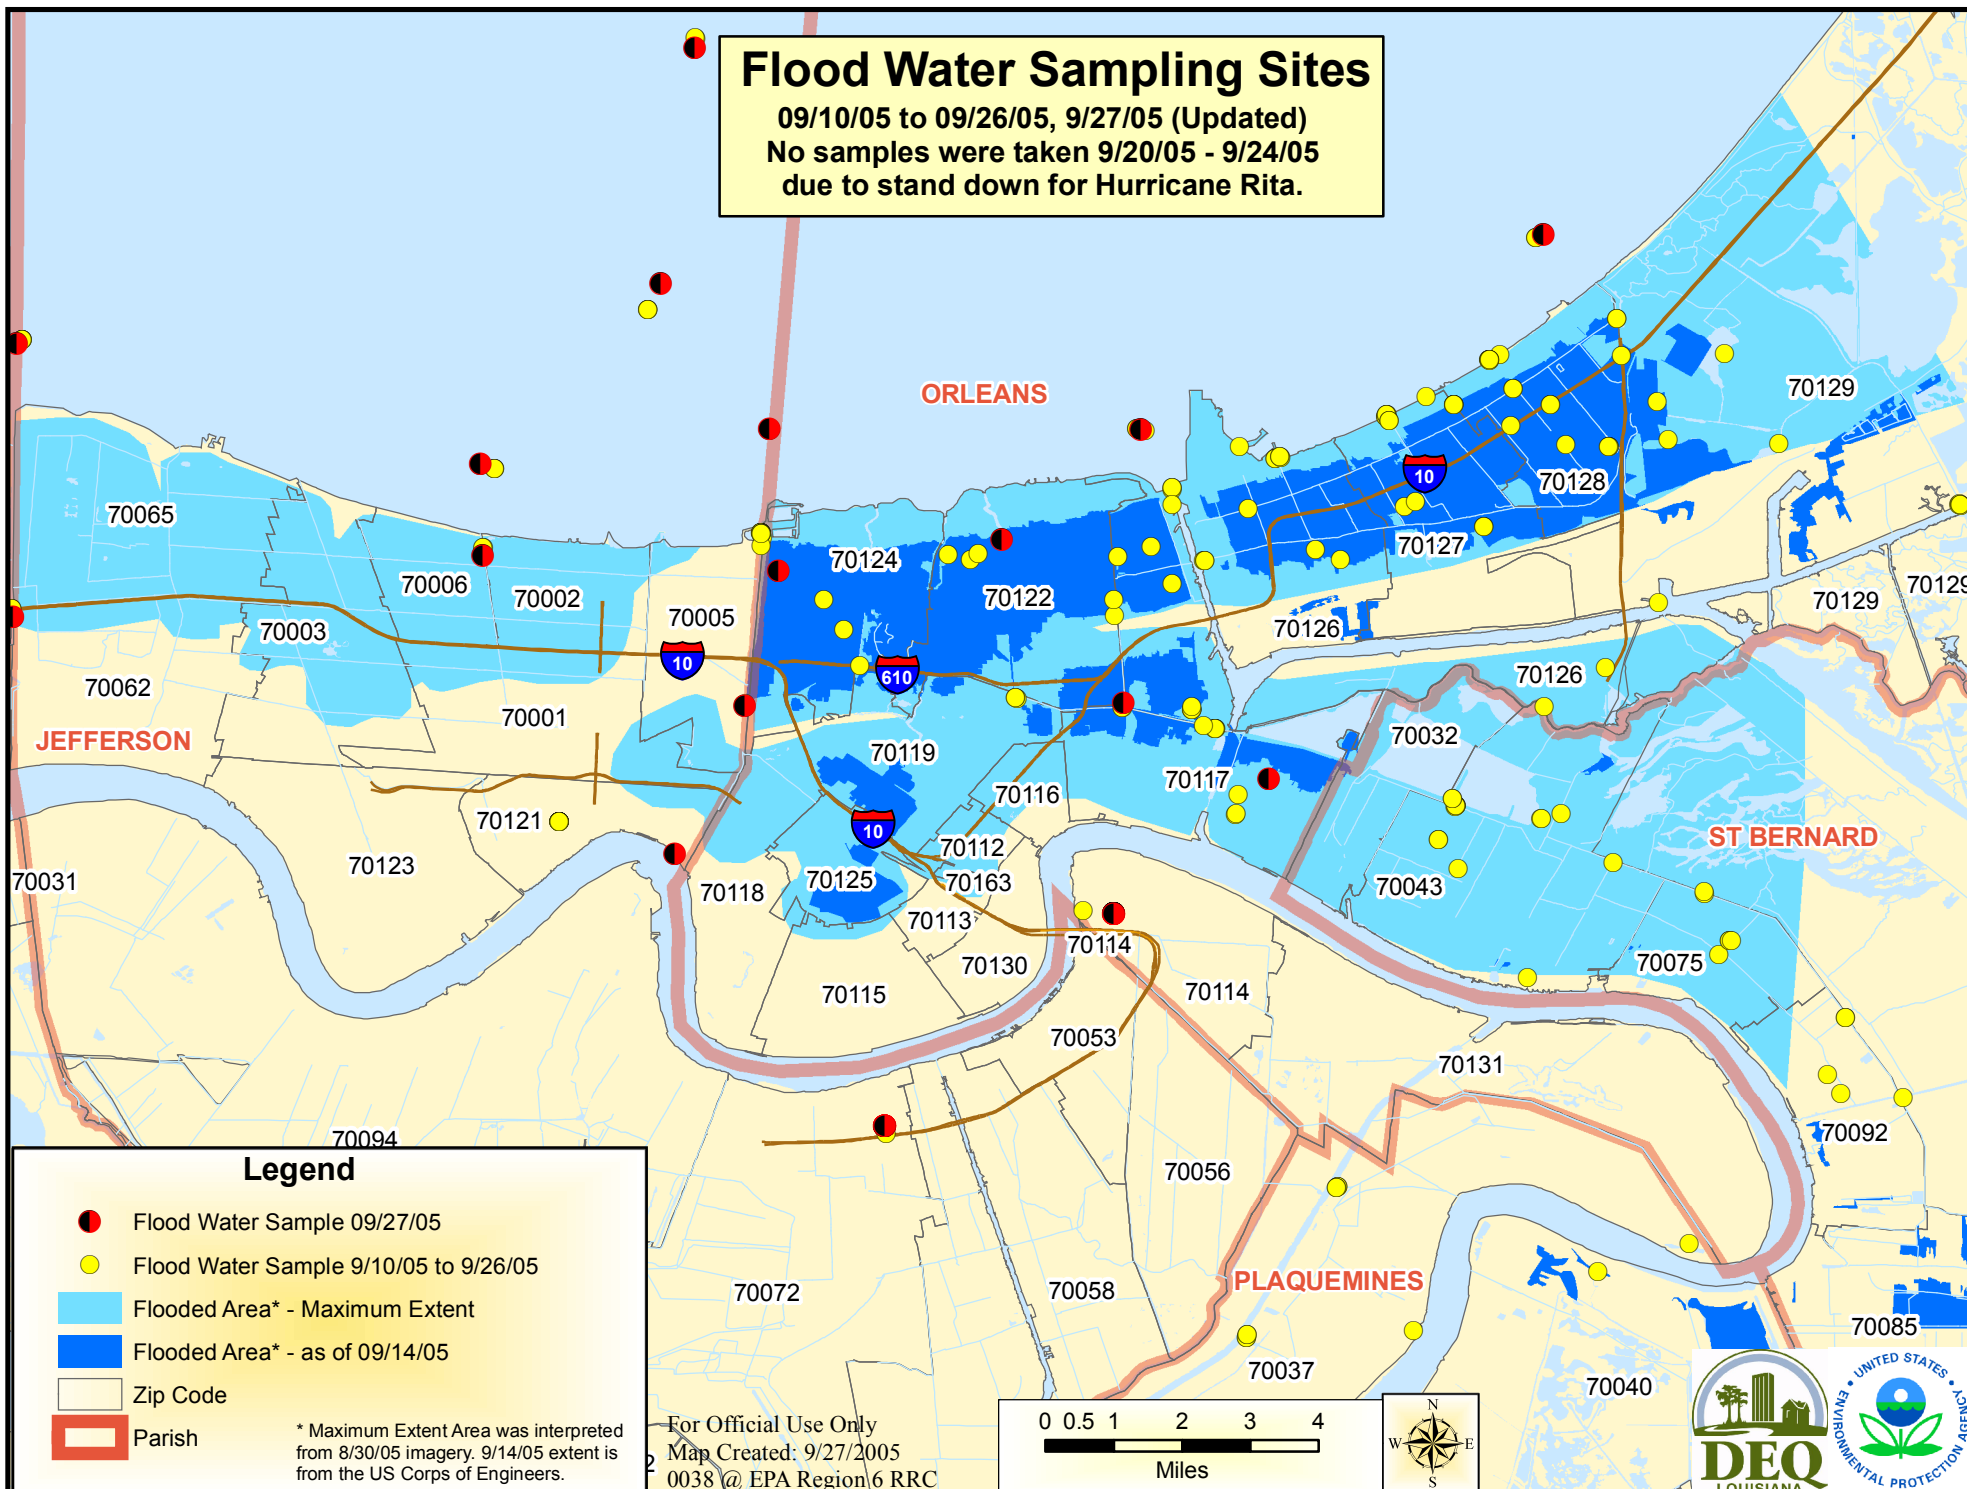 Flood Water Sampling Sites
09/10/05 to 09/26/05, 9/27/05 (Updated)
No samples were taken 9/20/05 - 9/24/05
due to stand down for Hurricane Rita.
ORLEANS
70129
70065
70128
70124
70127
70006
70002
70122
70005
70003
70126
70129
70129
10
10
610
70062
70126
70001
JEFFERSON
70032
70119
70117
70116
70121
10
70112
ST BERNARD
70123
70031
70118
70125
70163
70043
70113
70114
70130
70075
70115
70114
70053
70131
70094
70092
70056
70072
70058
PLAQUEMINES
70085
70037
70040
Legend
Flood Water Sample 09/27/05
Flood Water Sample 9/10/05 to 9/26/05
Flooded Area* - Maximum Extent
Flooded Area* - as of 09/14/05
Zip Code
Parish
* Maximum Extent Area was interpreted
from 8/30/05 imagery. 9/14/05 extent is
from the US Corps of Engineers.
For Official Use Only
Map Created: 9/27/2005
0038 @ EPA Region 6 RRC
0 0.5 1 2 3 4
Miles
N
W E
S
DEQ
LOUISIANA
UNITED STATES
ENVIRONMENTAL PROTECTION AGENCY